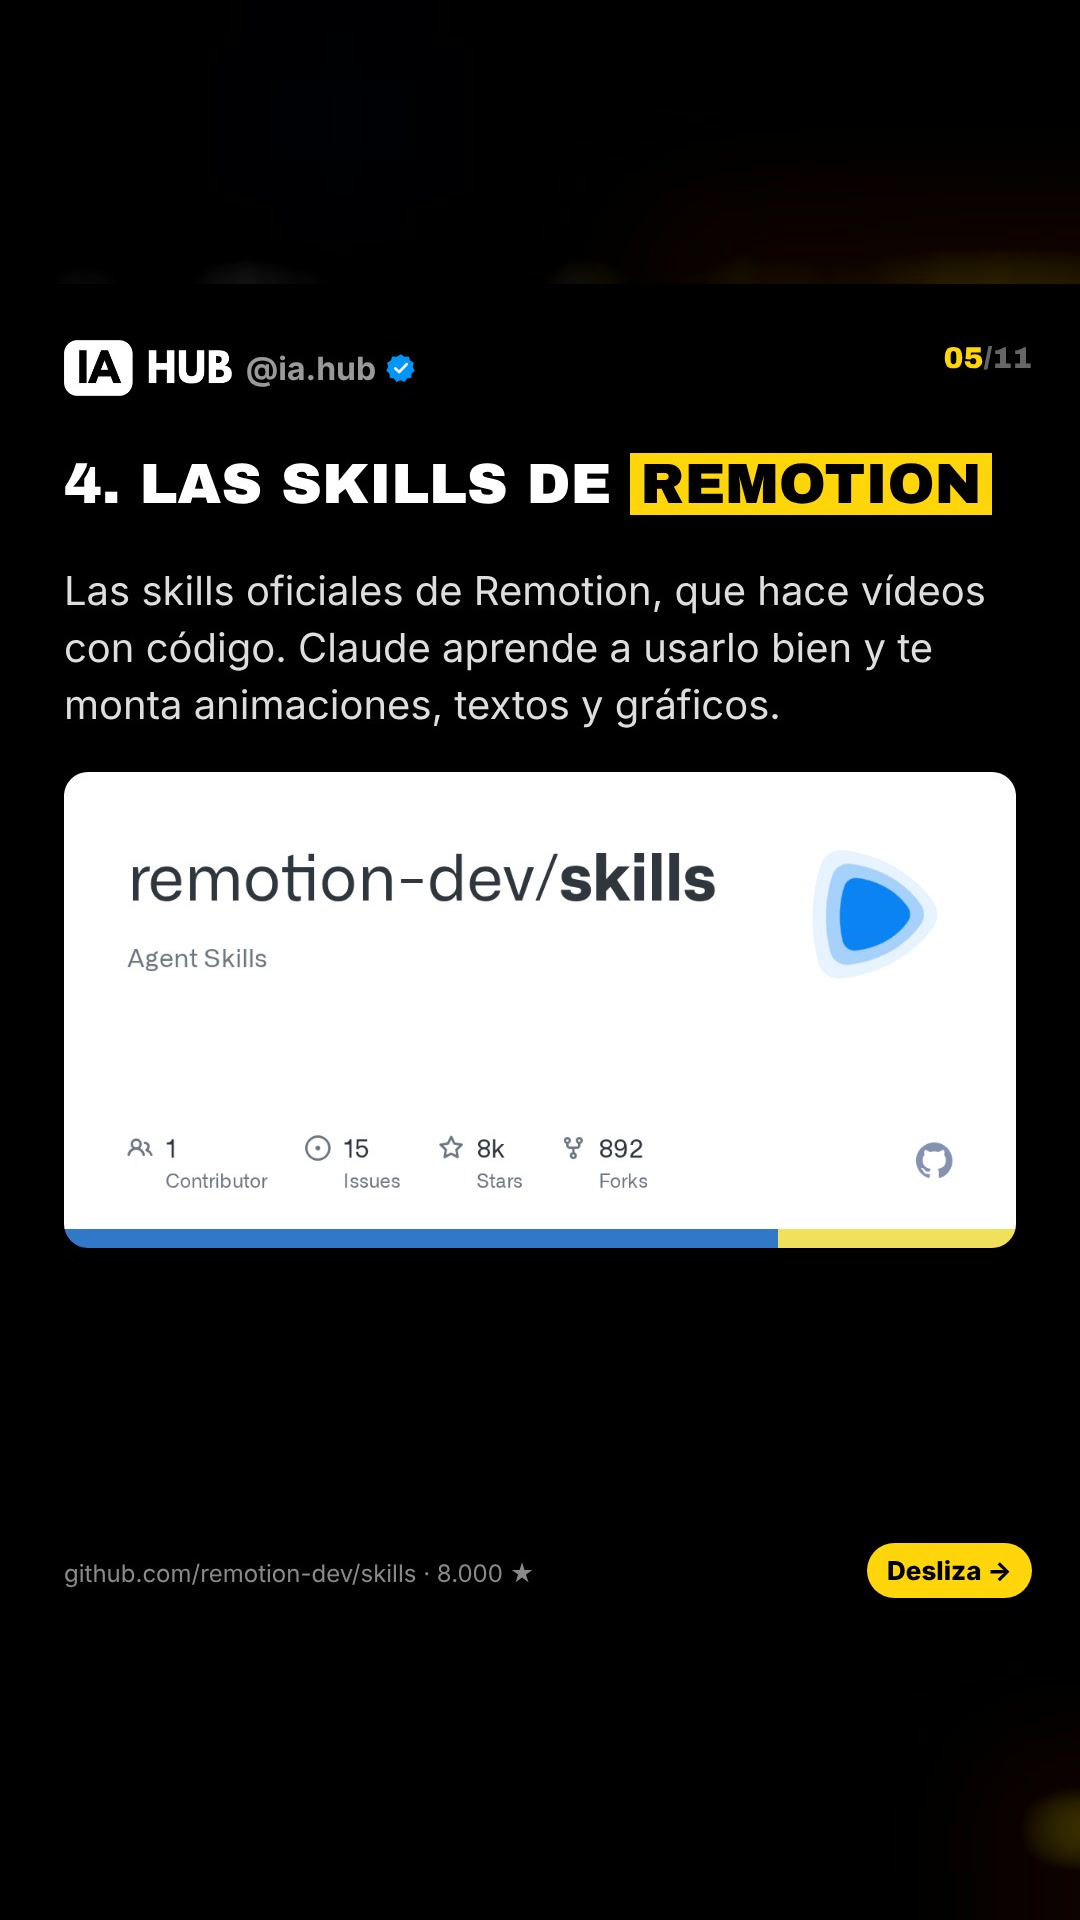 IA HUB @ia.hub
05/11
4. LAS SKILLS DE REMOTION
Las skills oficiales de Remotion, que hace vídeos
con código. Claude aprende a usarlo bien y te
monta animaciones, textos y gráficos.
remotion-dev/skills
Agent Skills
1 15 8k 892
Contributor Issues Stars Forks
github.com/remotion-dev/skills · 8.000 ★
Desliza →